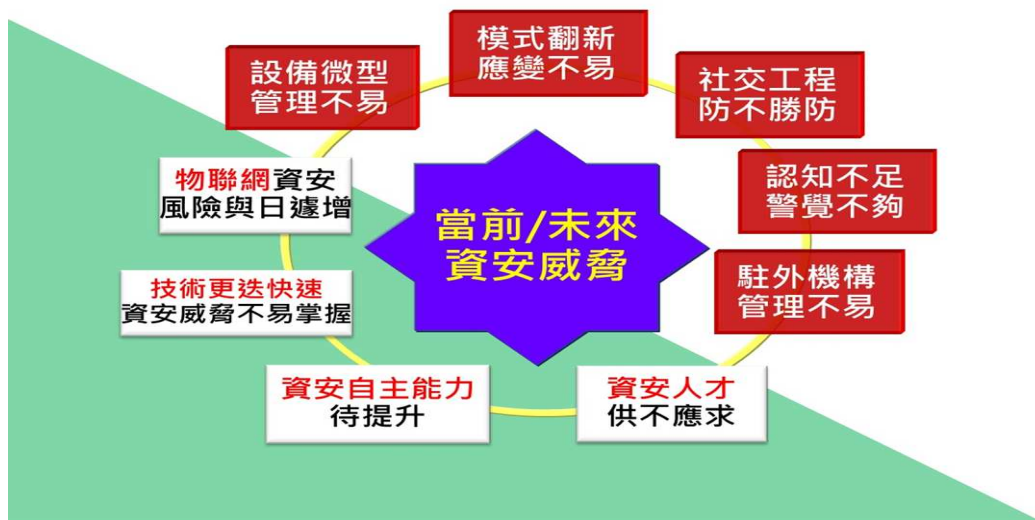 模式翻新
應變不易
設備微型
管理不易
社交工程
防不勝防
物聯網資安
風險與日遽增
認知不足
警覺不夠
當前/未來
資安威脅
技術更迭快速
資安威脅不易掌握
駐外機構
管理不易
資安自主能力
待提升
資安人才
供不應求